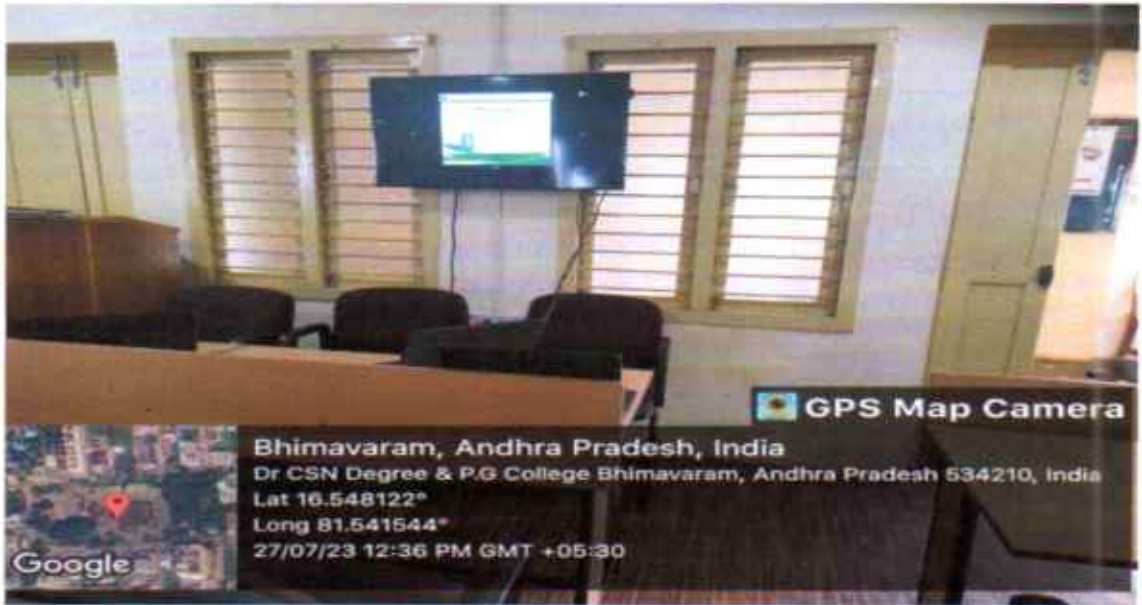 GPS Map Camera
Bhimavaram, Andhra Pradesh, India
Dr CSN Degree & P.G College Bhimavaram, Andhra Pradesh 534210, India
Lat 16.548122°
Long 81.541544°
27/07/23 12:36 PM GMT +05:30
Google